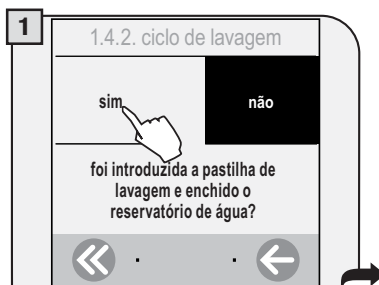 1
1.4.2. ciclo de lavagem
sim
não
foi introduzida a pastilha de
lavagem e enchido o
reservatório de água?